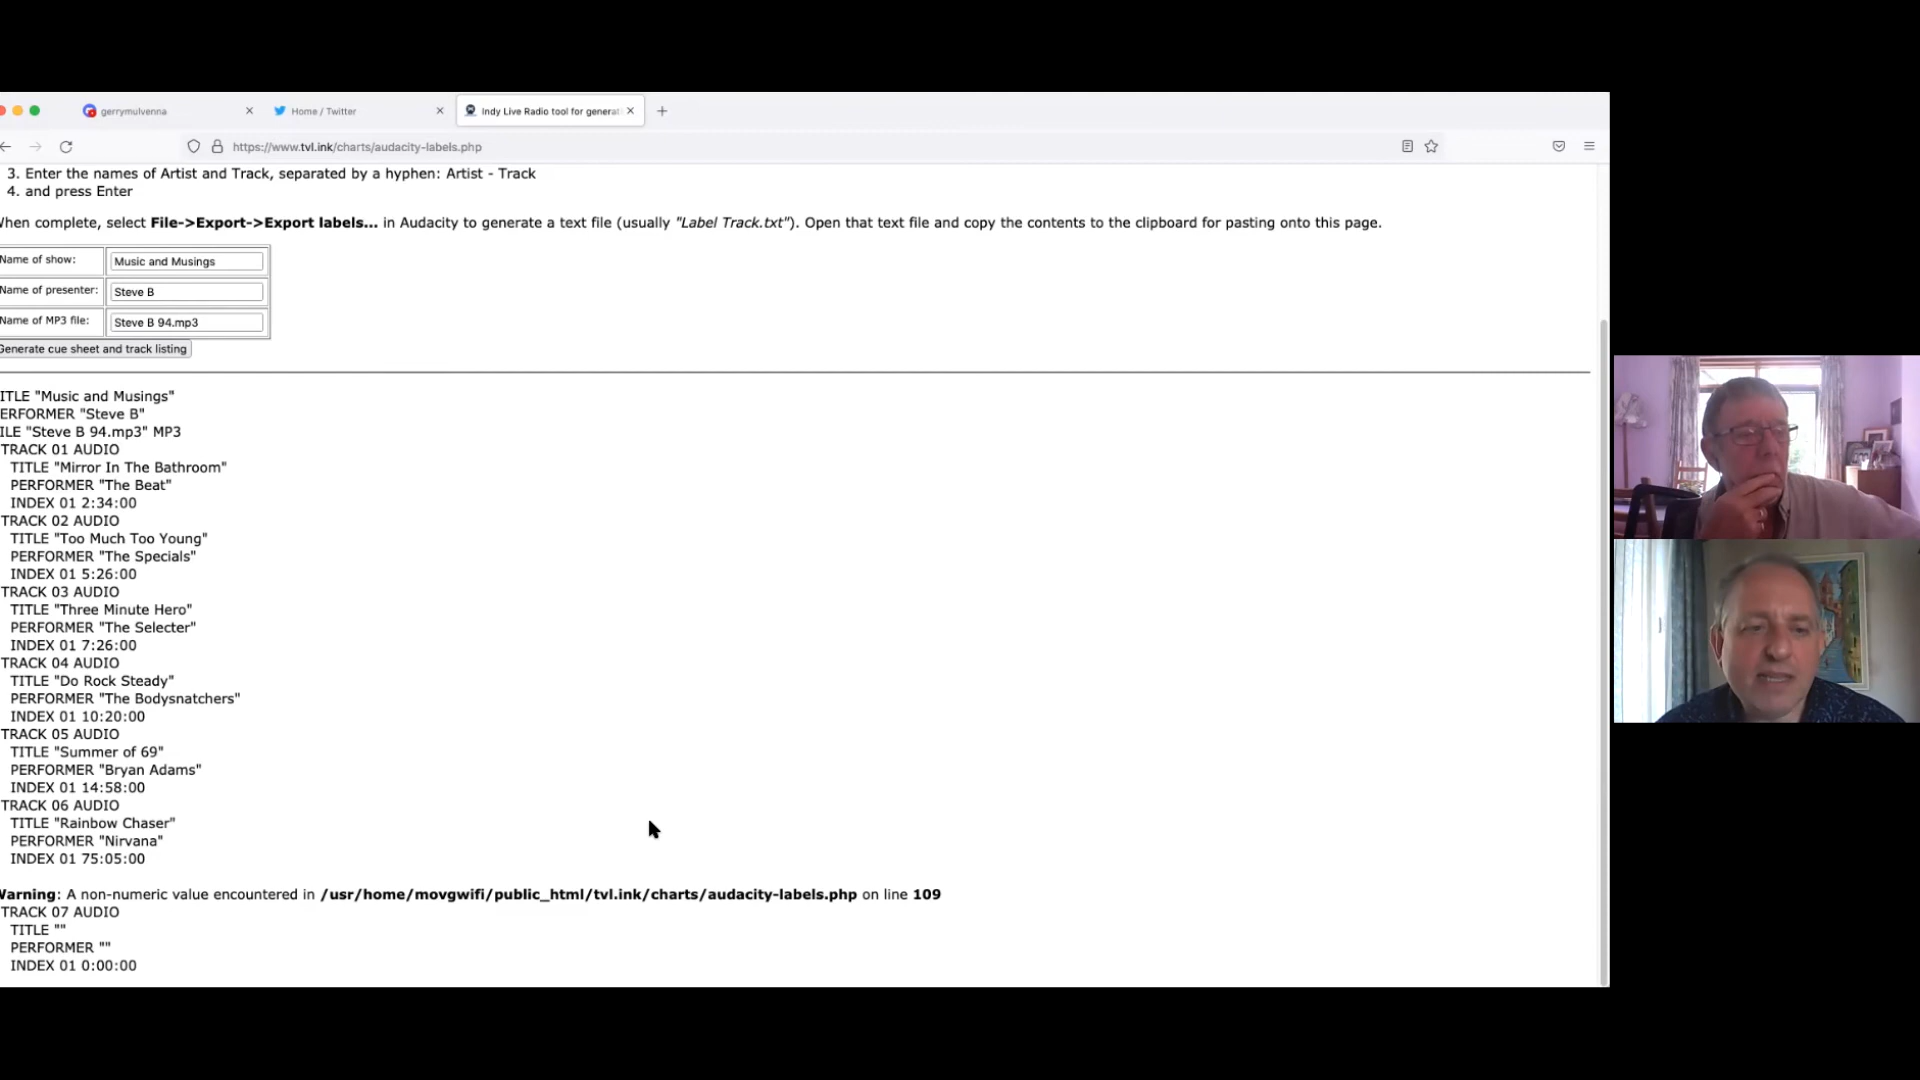 gerrymulvenna
Home / Twitter
Indy Live Radio tool for generat
https://www.tvl.ink/charts/audacity-labels.php
3. Enter the names of Artist and Track, separated by a hyphen: Artist - Track
4. and press Enter
When complete, select File->Export->Export labels... in Audacity to generate a text file (usually "Label Track.txt"). Open that text file and copy the contents to the clipboard for pasting onto this page.
Name of show: Music and Musings
Name of presenter: Steve B
Name of MP3 file: Steve B 94.mp3
Generate cue sheet and track listing
ITLE "Music and Musings"
ERFORMER "Steve B"
ILE "Steve B 94.mp3" MP3
TRACK 01 AUDIO
TITLE "Mirror In The Bathroom"
PERFORMER "The Beat"
INDEX 01 2:34:00
TRACK 02 AUDIO
TITLE "Too Much Too Young"
PERFORMER "The Specials"
INDEX 01 5:26:00
TRACK 03 AUDIO
TITLE "Three Minute Hero"
PERFORMER "The Selecter"
INDEX 01 7:26:00
TRACK 04 AUDIO
TITLE "Do Rock Steady"
PERFORMER "The Bodysnatchers"
INDEX 01 10:20:00
TRACK 05 AUDIO
TITLE "Summer of 69"
PERFORMER "Bryan Adams"
INDEX 01 14:58:00
TRACK 06 AUDIO
TITLE "Rainbow Chaser"
PERFORMER "Nirvana"
INDEX 01 75:05:00
Warning: A non-numeric value encountered in /usr/home/movgwifi/public_html/tvl.ink/charts/audacity-labels.php on line 109
TRACK 07 AUDIO
TITLE ""
PERFORMER ""
INDEX 01 0:00:00